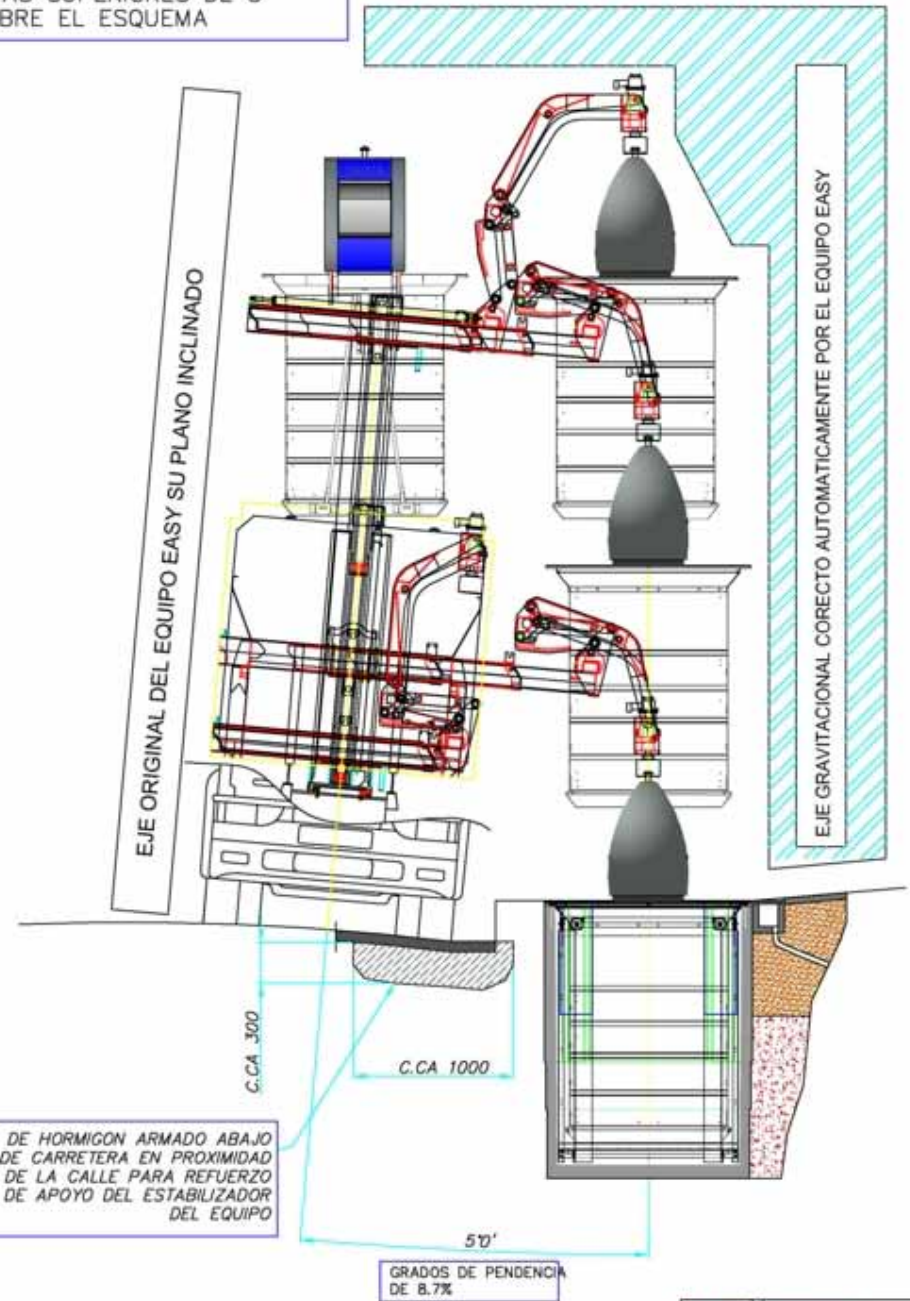 BRE EL ESQUEMA
EJE ORIGINAL DEL EQUIPO EASY SU PLANO INCLINADO
EJE GRAVITACIONAL CORECTO AUTOMATICAMENTE POR EL EQUIPO EASY
C.CA 300
C.CA 1000
DE HORMIGON ARMADO ABAJO
DE CARRETERA EN PROXIMIDAD
DE LA CALLE PARA REFUERZO
DE APOYO DEL ESTABILIZADOR
DEL EQUIPO
5°0'
GRADOS DE PENDENCIA
DE 8.7%